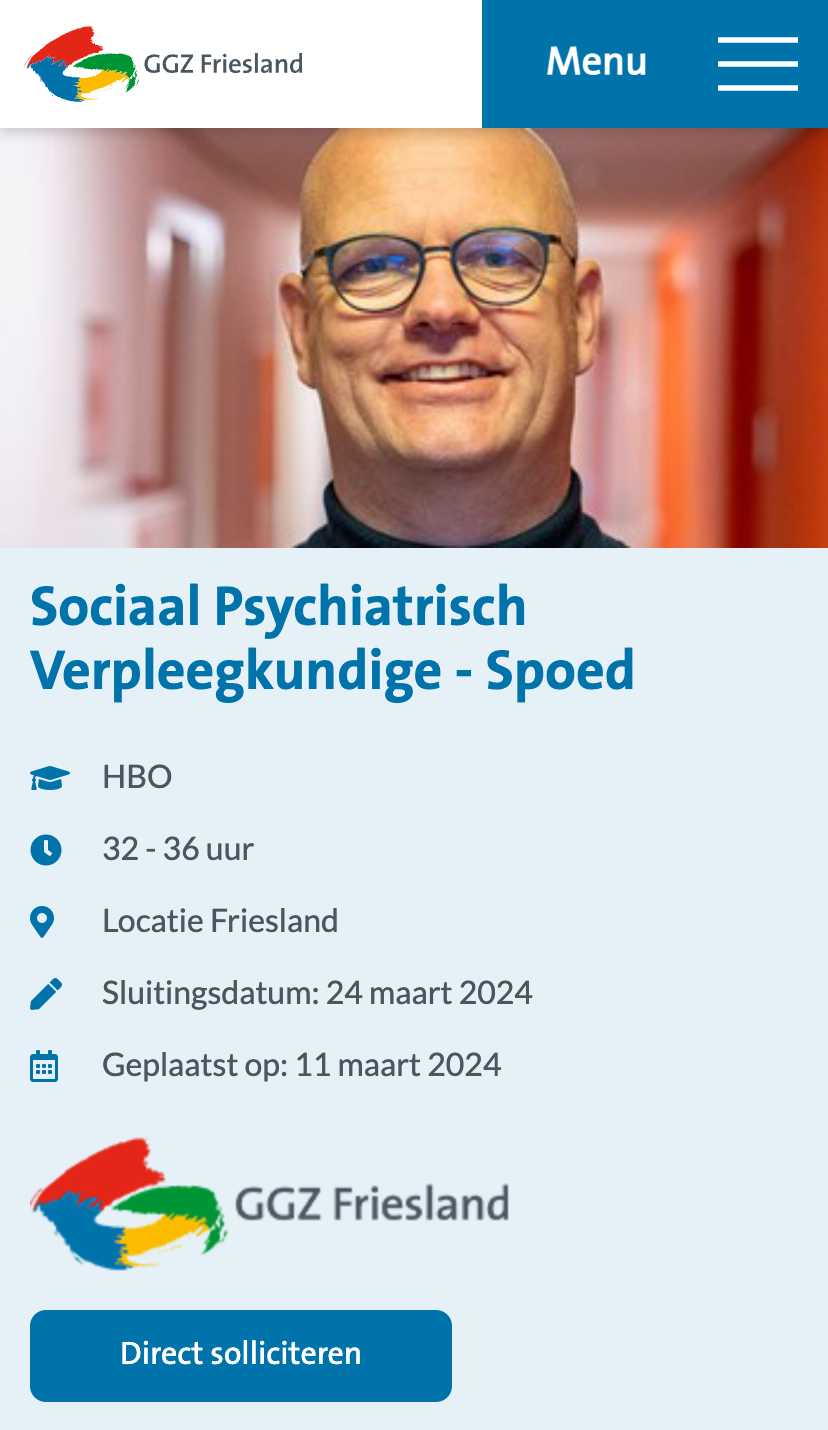 GGZ Friesland
Menu
Sociaal Psychiatrisch
Verpleegkundige - Spoed
HBO
32 - 36 uur
Locatie Friesland
Sluitingsdatum: 24 maart 2024
Geplaatst op: 11 maart 2024
GGZ Friesland
Direct solliciteren